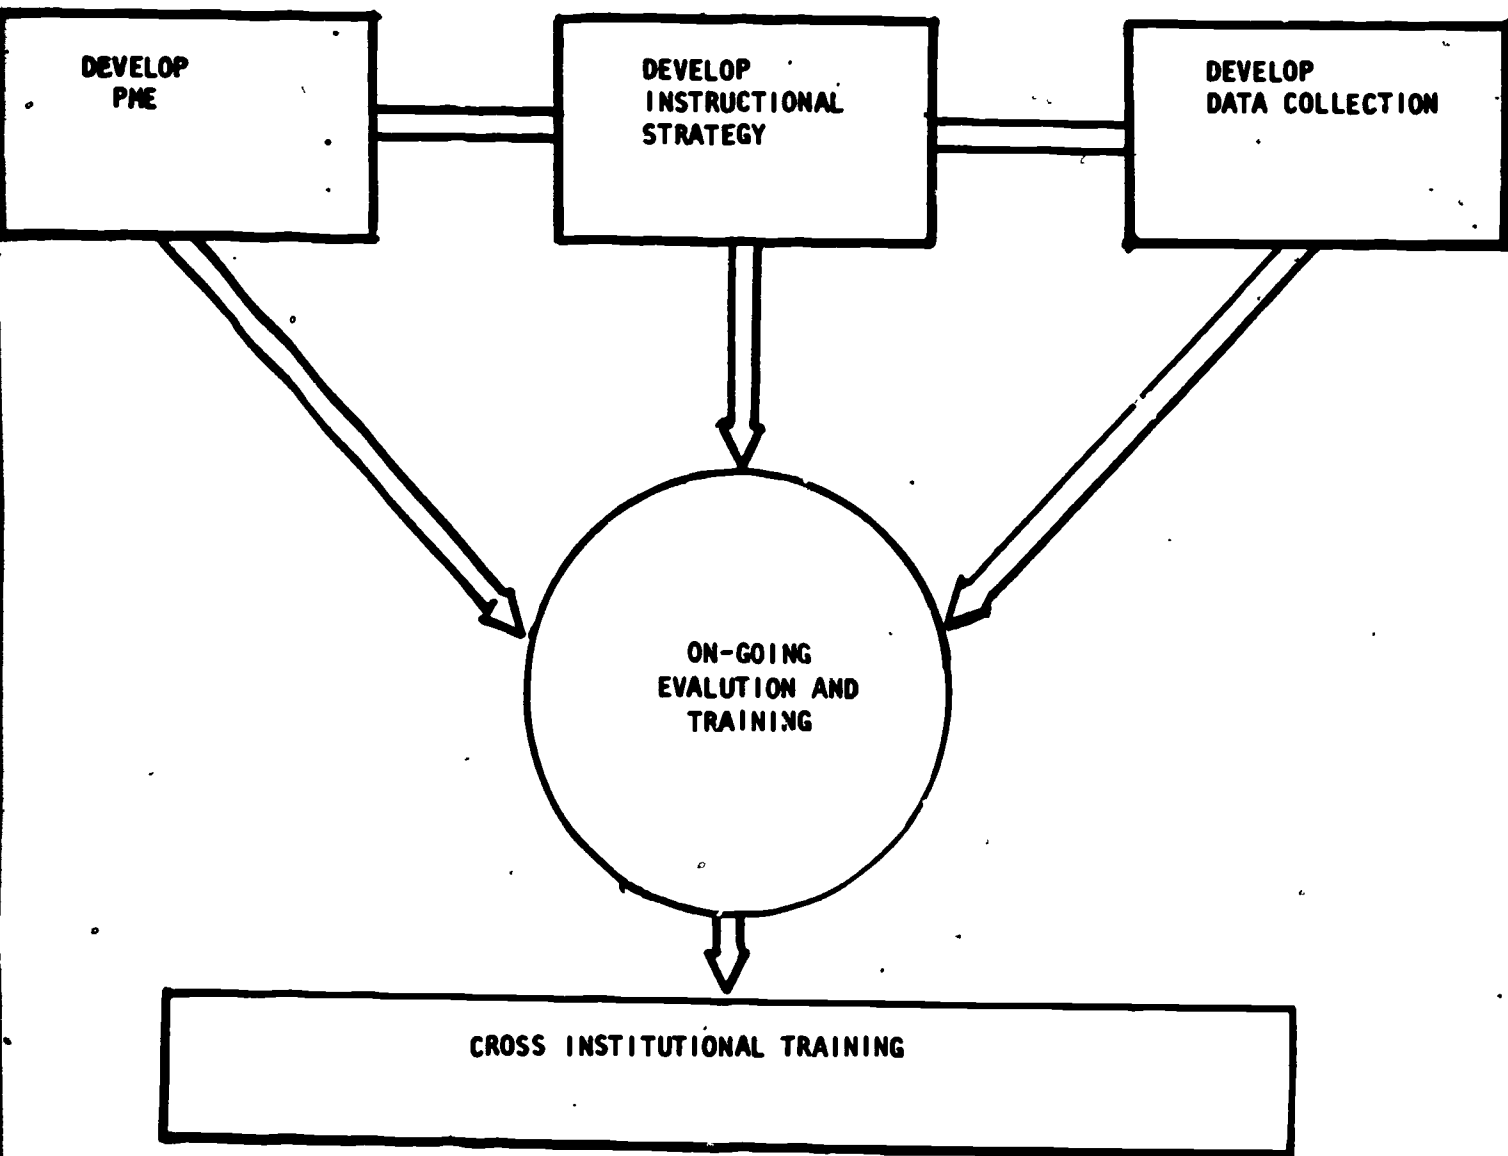 DEVELOP
PME
DEVELOP
INSTRUCTIONAL
STRATEGY
DEVELOP
DATA COLLECTION
ON-GOING
EVALUTION AND
TRAINING
CROSS INSTITUTIONAL TRAINING